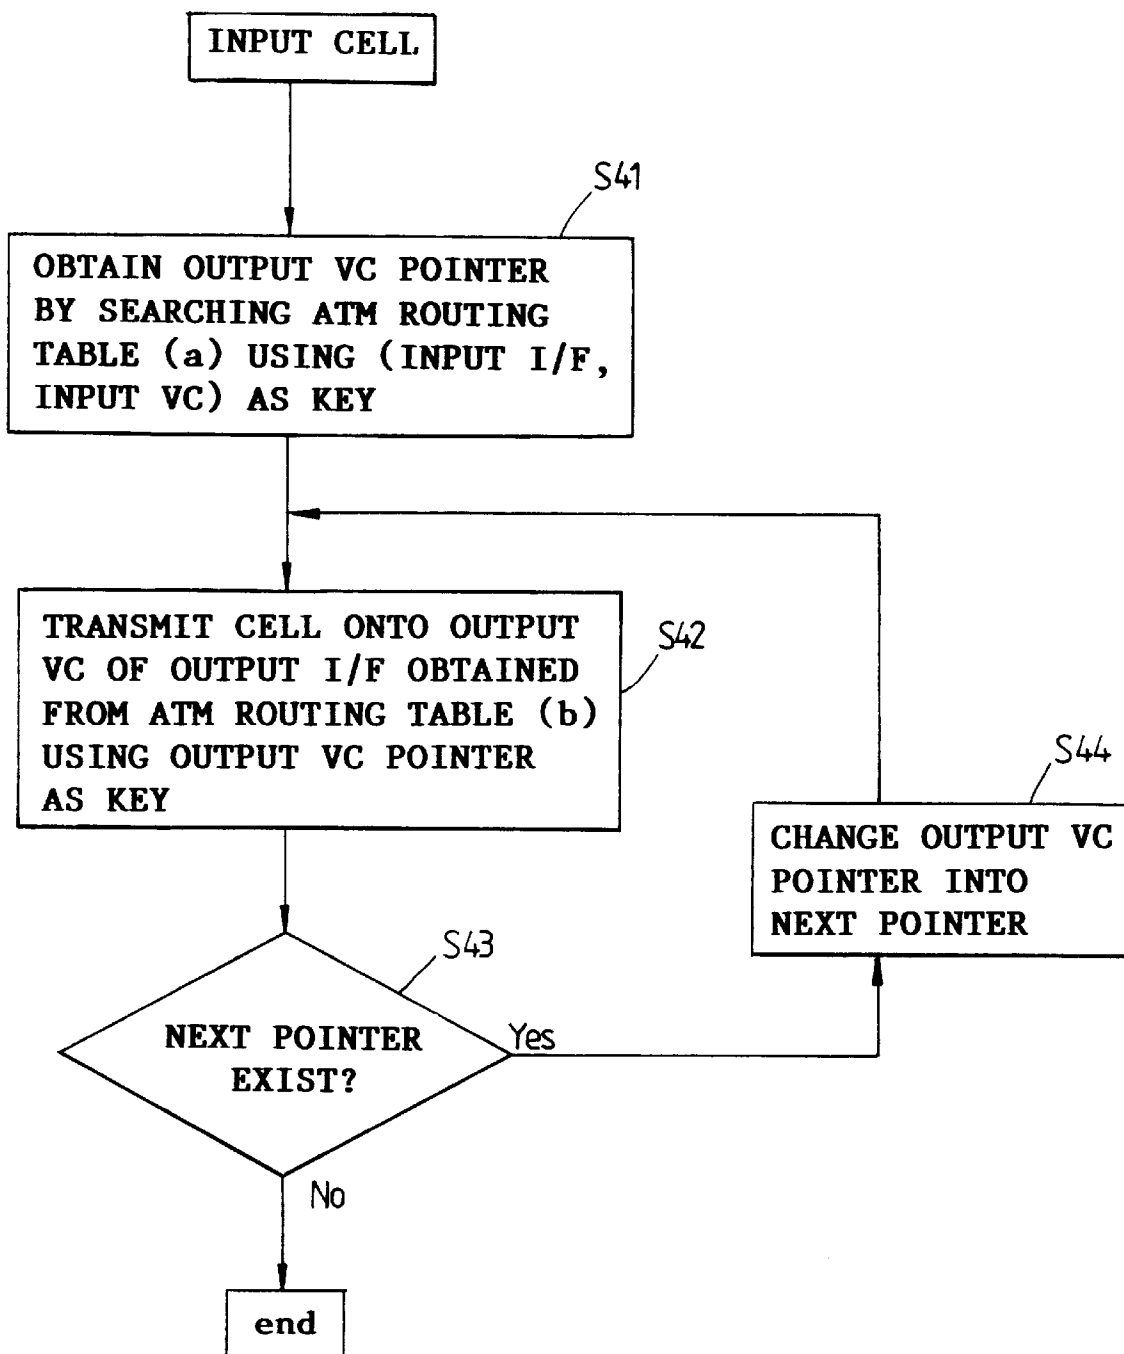 INPUT CELL
S41
OBTAIN OUTPUT VC POINTER
BY SEARCHING ATM ROUTING
TABLE (a) USING (INPUT I/F,
INPUT VC) AS KEY
TRANSMIT CELL ONTO OUTPUT
VC OF OUTPUT I/F OBTAINED
FROM ATM ROUTING TABLE (b)
USING OUTPUT VC POINTER
AS KEY
S42
S44
CHANGE OUTPUT VC
POINTER INTO
NEXT POINTER
S43
NEXT POINTER
EXIST?
Yes
No
end